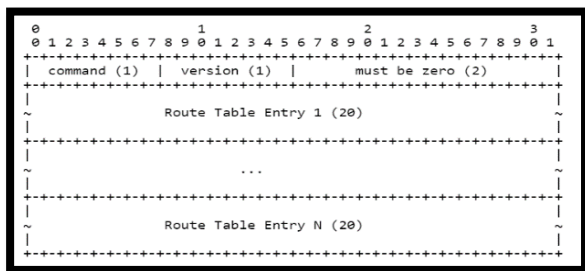 0                   1                   2                   3
0 1 2 3 4 5 6 7 8 9 0 1 2 3 4 5 6 7 8 9 0 1 2 3 4 5 6 7 8 9 0 1
+-+-+-+-+-+-+-+-+-+-+-+-+-+-+-+-+-+-+-+-+-+-+-+-+-+-+-+-+-+-+-+-+
|  command (1)  |  version (1)  |       must be zero (2)        |
+-+-+-+-+-+-+-+-+-+-+-+-+-+-+-+-+-+-+-+-+-+-+-+-+-+-+-+-+-+-+-+-+
|                                                               |
~                Route Table Entry 1 (20)                       ~
|                                                               |
+-+-+-+-+-+-+-+-+-+-+-+-+-+-+-+-+-+-+-+-+-+-+-+-+-+-+-+-+-+-+-+-+
|                                                               |
~                         ...                                   ~
|                                                               |
+-+-+-+-+-+-+-+-+-+-+-+-+-+-+-+-+-+-+-+-+-+-+-+-+-+-+-+-+-+-+-+-+
|                                                               |
~                Route Table Entry N (20)                       ~
|                                                               |
+-+-+-+-+-+-+-+-+-+-+-+-+-+-+-+-+-+-+-+-+-+-+-+-+-+-+-+-+-+-+-+-+